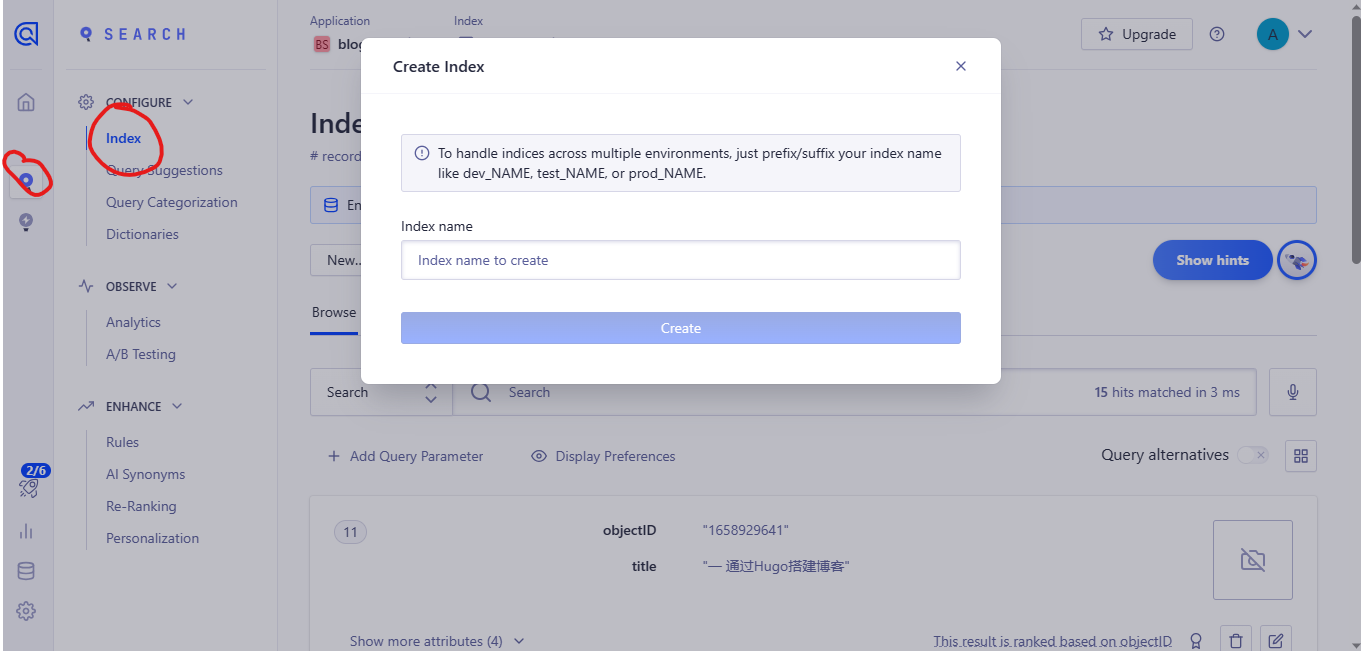 SEARCH
CONFIGURE
Index
Query Suggestions
Query Categorization
Dictionaries
OBSERVE
Analytics
A/B Testing
ENHANCE
Rules
AI Synonyms
Re-Ranking
Personalization
2/6
Application
Index
BS blog
Upgrade
A
Create Index
To handle indices across multiple environments, just prefix/suffix your index name
like dev_NAME, test_NAME, or prod_NAME.
Index name
Index name to create
Create
Inde
# record
En
New..
Show hints
Browse
Search
Search
15 hits matched in 3 ms
Add Query Parameter
Display Preferences
Query alternatives
11
objectID
"1658929641"
title
"— 通过Hugo搭建博客"
Show more attributes (4)
This result is ranked based on objectID